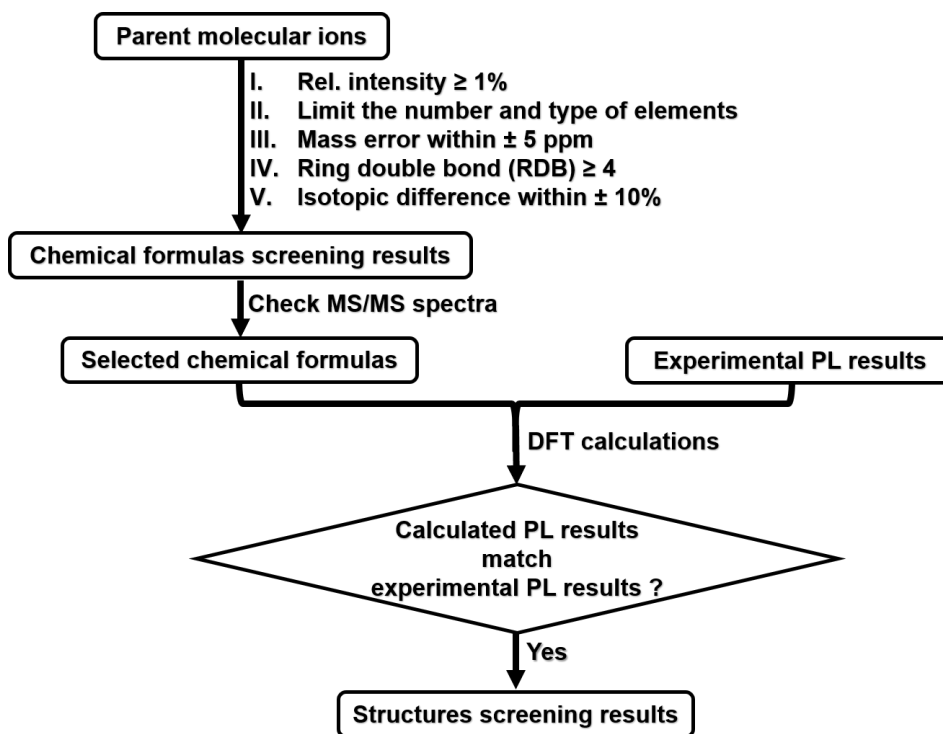 Parent molecular ions
I. Rel. intensity ≥ 1%
II. Limit the number and type of elements
III. Mass error within ± 5 ppm
IV. Ring double bond (RDB) ≥ 4
V. Isotopic difference within ± 10%
Chemical formulas screening results
Check MS/MS spectra
Selected chemical formulas
Experimental PL results
DFT calculations
Calculated PL results
match
experimental PL results ?
Yes
Structures screening results